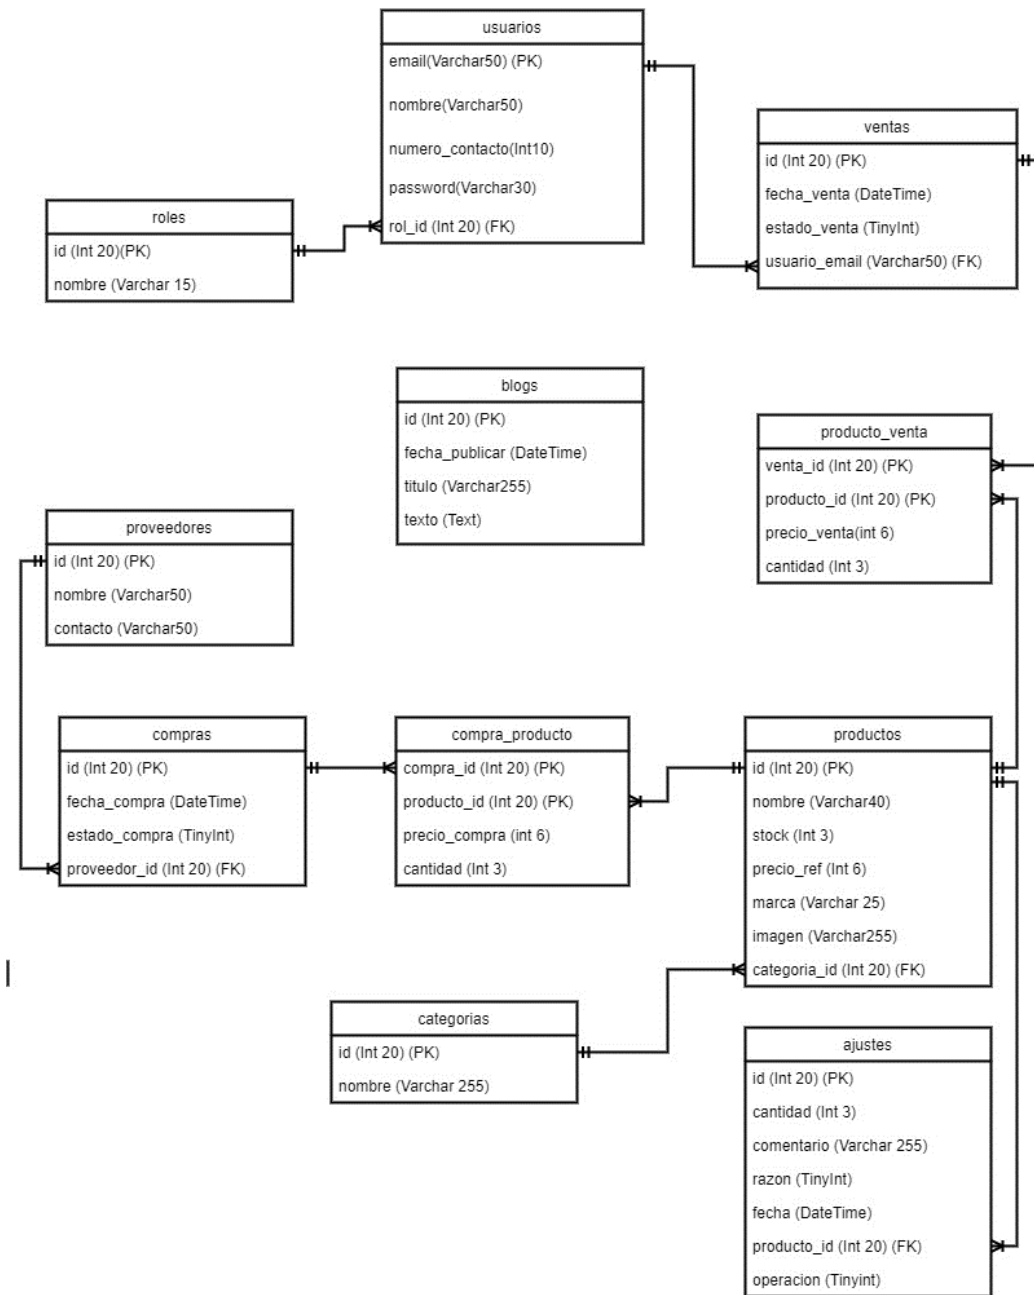 usuarios
email(Varchar50) (PK)
nombre(Varchar50)
numero_contacto(Int10)
password(Varchar30)
rol_id (Int 20) (FK)
ventas
id (Int 20) (PK)
fecha_venta (DateTime)
estado_venta (TinyInt)
usuario_email (Varchar50) (FK)
roles
id (Int 20)(PK)
nombre (Varchar 15)
blogs
id (Int 20) (PK)
fecha_publicar (DateTime)
titulo (Varchar255)
texto (Text)
producto_venta
venta_id (Int 20) (PK)
producto_id (Int 20) (PK)
precio_venta(int 6)
cantidad (Int 3)
proveedores
id (Int 20) (PK)
nombre (Varchar50)
contacto (Varchar50)
compras
id (Int 20) (PK)
fecha_compra (DateTime)
estado_compra (TinyInt)
proveedor_id (Int 20) (FK)
compra_producto
compra_id (Int 20) (PK)
producto_id (Int 20) (PK)
precio_compra (int 6)
cantidad (Int 3)
productos
id (Int 20) (PK)
nombre (Varchar40)
stock (Int 3)
precio_ref (Int 6)
marca (Varchar 25)
imagen (Varchar255)
categoria_id (Int 20) (FK)
categorias
id (Int 20) (PK)
nombre (Varchar 255)
ajustes
id (Int 20) (PK)
cantidad (Int 3)
comentario (Varchar 255)
razon (TinyInt)
fecha (DateTime)
producto_id (Int 20) (FK)
operacion (Tinyint)